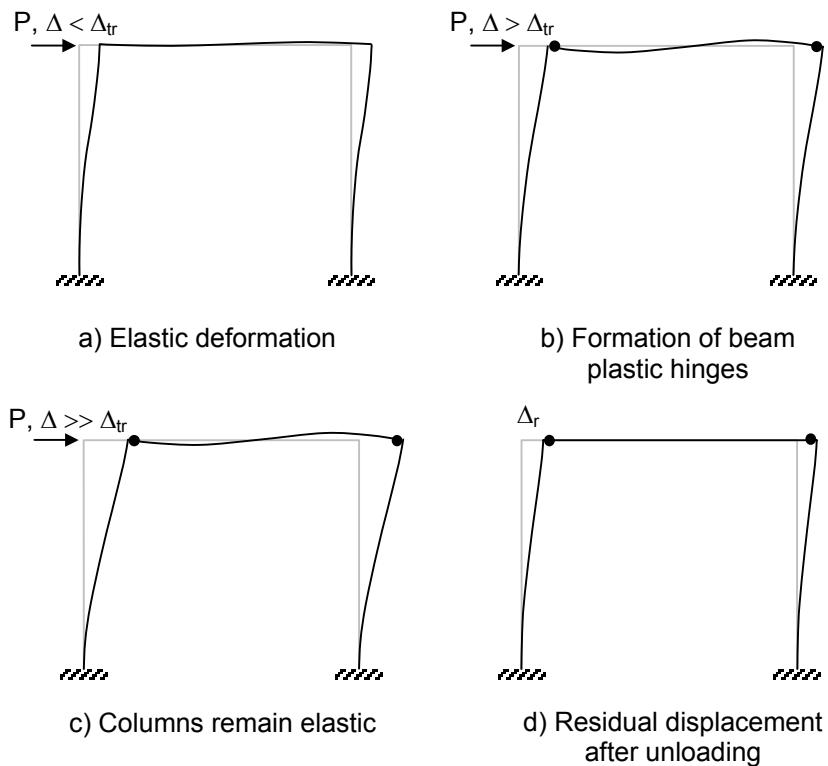 P, Δ < Δtr
P, Δ > Δtr
a) Elastic deformation
b) Formation of beam
plastic hinges
P, Δ >> Δtr
Δr
c) Columns remain elastic
d) Residual displacement
after unloading